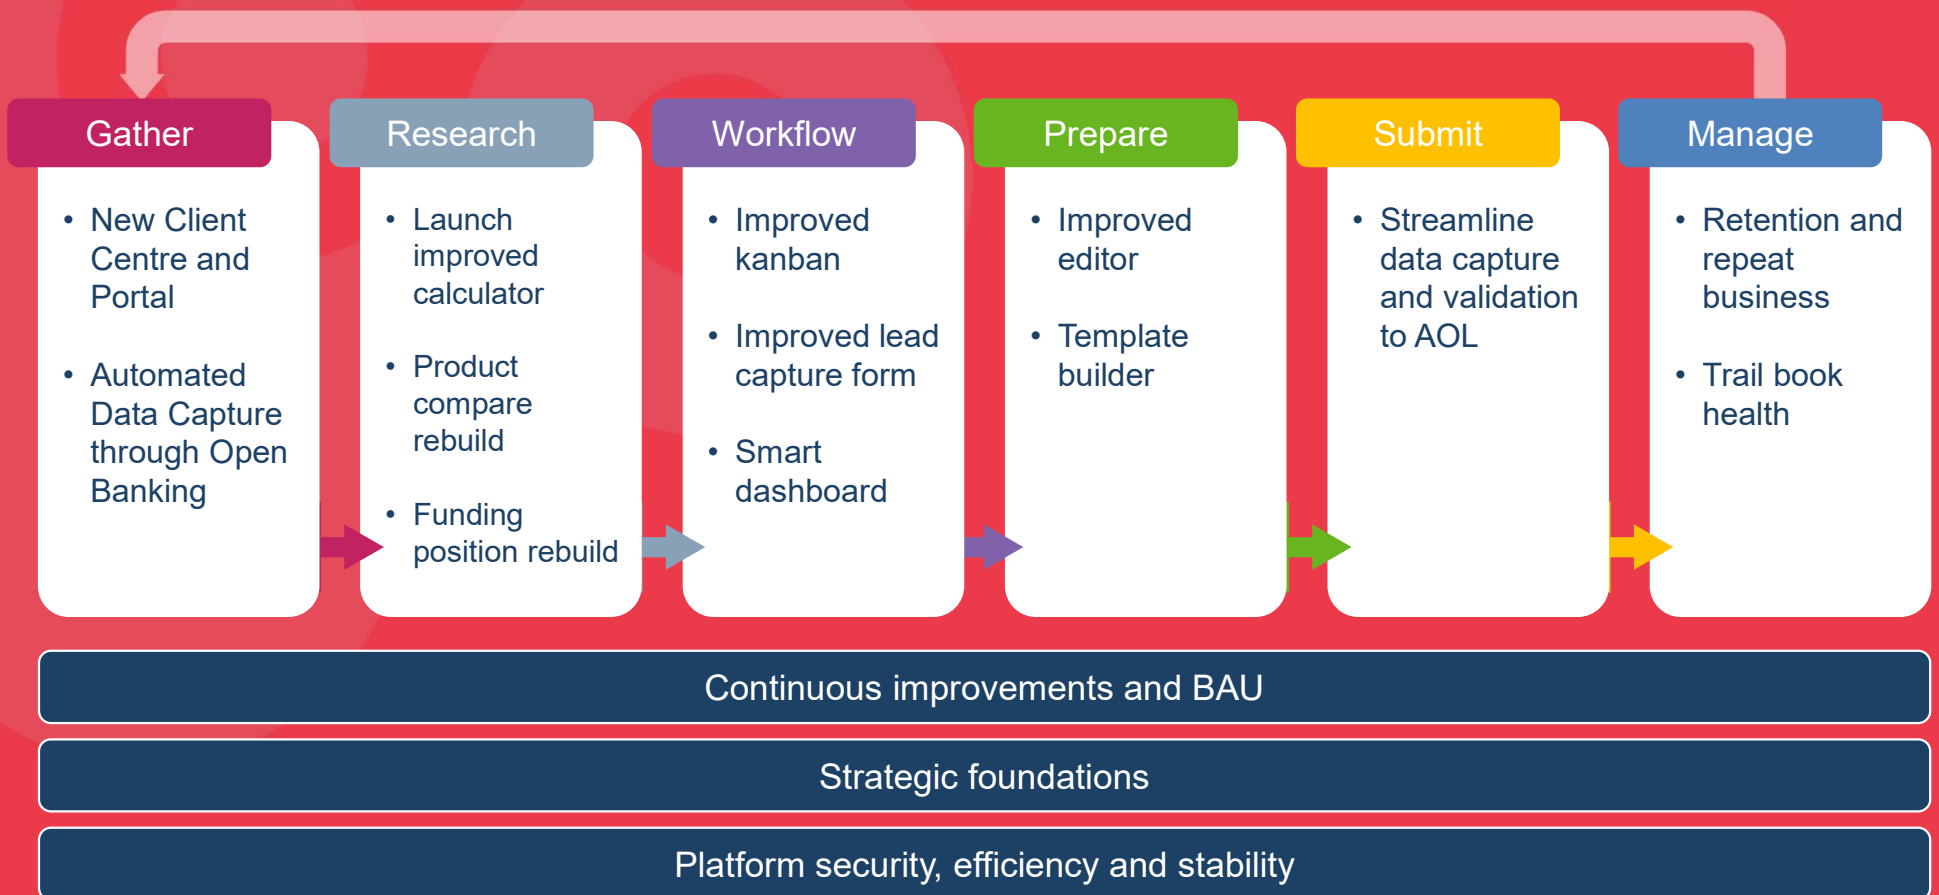 Gather
• New Client
Centre and
Portal
• Automated
Data Capture
through Open
Banking
Research
• Launch
improved
calculator
• Product
compare
rebuild
• Funding
position rebuild
Workflow
• Improved
kanban
• Improved lead
capture form
• Smart
dashboard
Prepare
• Improved
editor
• Template
builder
Submit
• Streamline
data capture
and validation
to AOL
Manage
• Retention and
repeat
business
• Trail book
health
Continuous improvements and BAU
Strategic foundations
Platform security, efficiency and stability